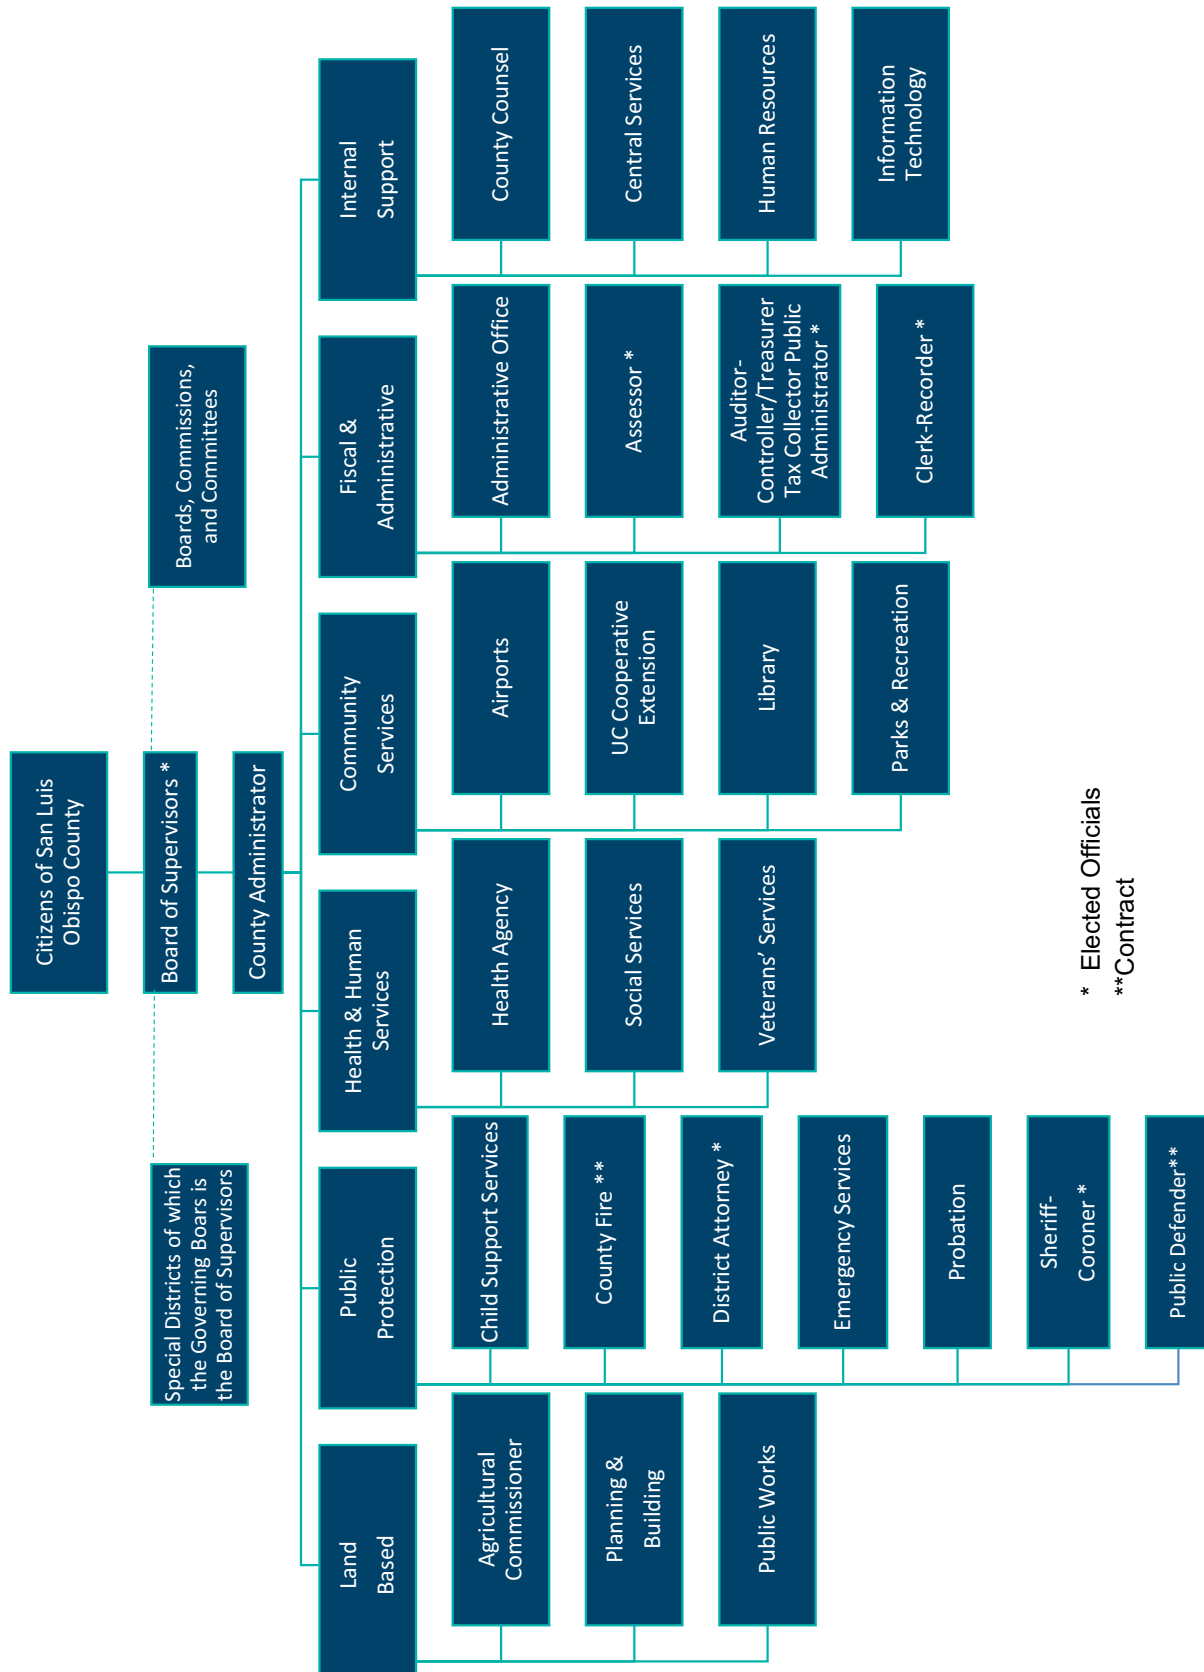 Citizens of San Luis
Obispo County
Special Districts of which
the Governing Boars is
the Board of Supervisors
Board of Supervisors *
Boards, Commissions,
and Committees
County Administrator
Land
Based
Public
Protection
Health & Human
Services
Community
Services
Fiscal &
Administrative
Internal
Support
Agricultural
Commissioner
Planning &
Building
Public Works
Child Support Services
County Fire **
District Attorney *
Emergency Services
Probation
Sheriff-
Coroner *
Public Defender**
Health Agency
Social Services
Veterans’ Services
Airports
UC Cooperative
Extension
Library
Parks & Recreation
Administrative Office
Assessor *
Auditor-
Controller/Treasurer
Tax Collector Public
Administrator *
Clerk-Recorder *
County Counsel
Central Services
Human Resources
Information
Technology
* Elected Officials
**Contract